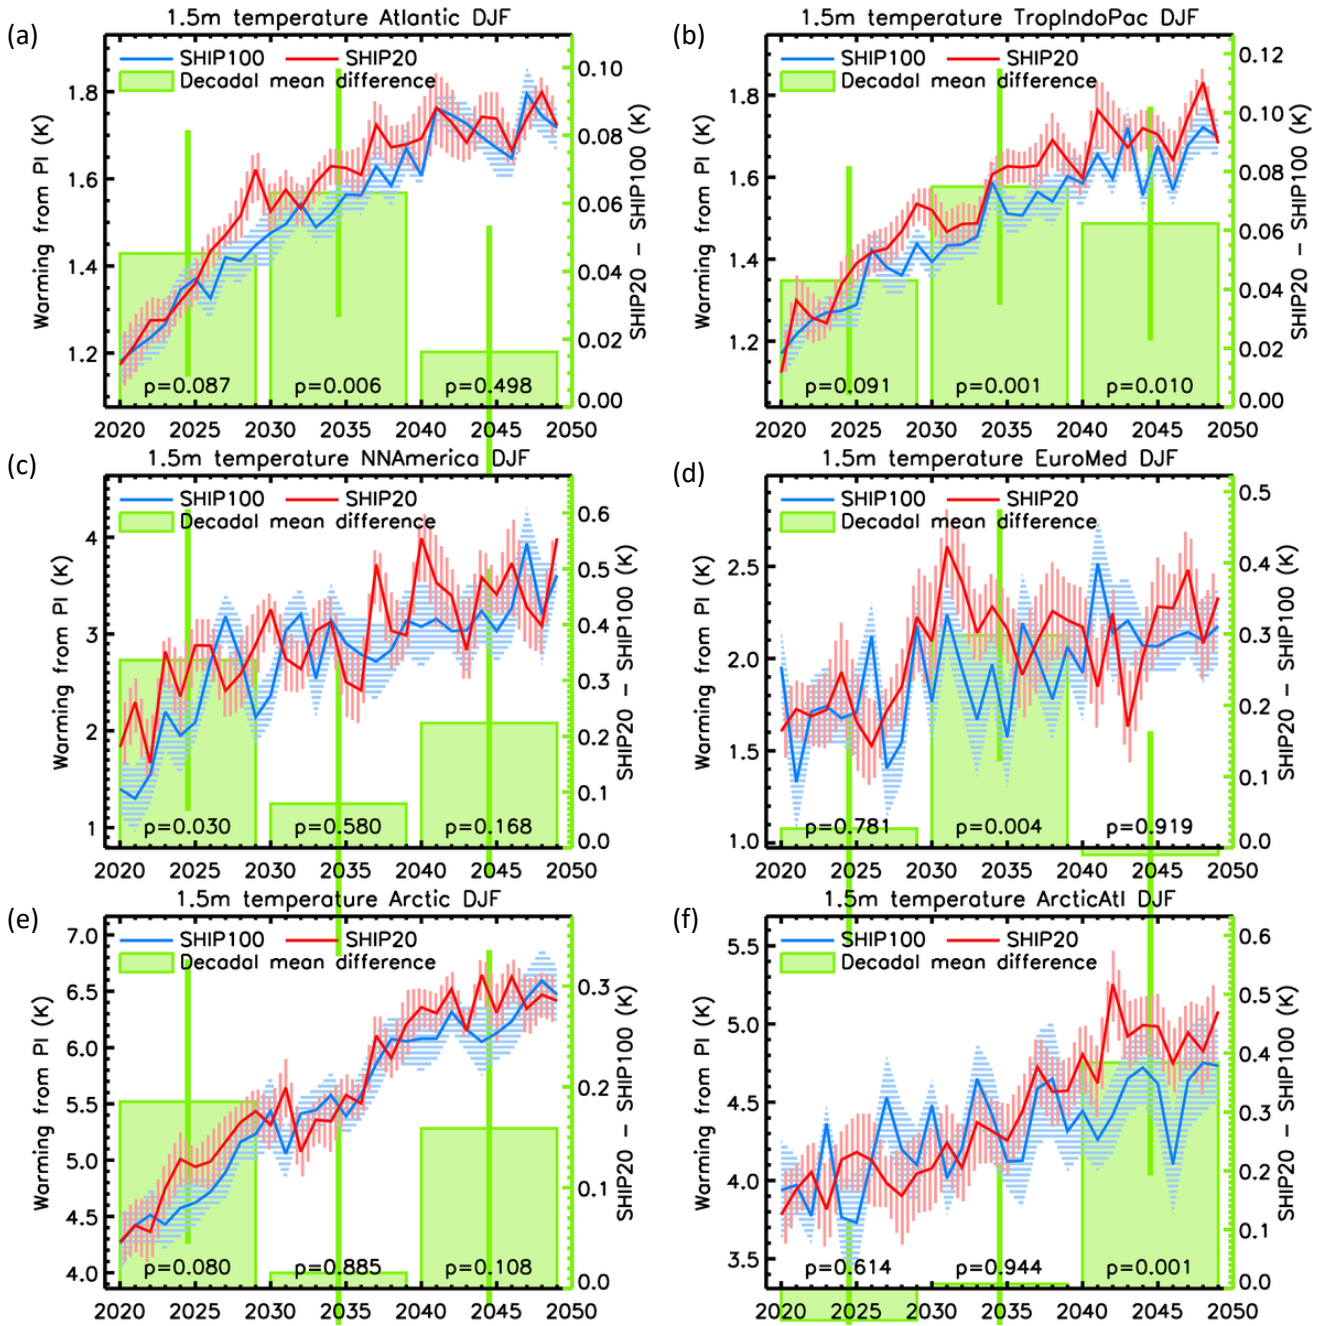 (a)
1.5m temperature Atlantic DJF
SHIP100 SHIP20
Decadal mean difference
Warming from PI (K)
1.8
1.6
1.4
1.2
0.10
0.08
0.06
0.04
0.02
0.00
SHIP20 – SHIP100 (K)
p=0.087 p=0.006 p=0.498
2020 2025 2030 2035 2040 2045 2050
(b)
1.5m temperature TropIndoPac DJF
SHIP100 SHIP20
Decadal mean difference
Warming from PI (K)
1.8
1.6
1.4
1.2
0.12
0.10
0.08
0.06
0.04
0.02
0.00
SHIP20 – SHIP100 (K)
p=0.091 p=0.001 p=0.010
2020 2025 2030 2035 2040 2045 2050
(c)
1.5m temperature NNAmerica DJF
SHIP100 SHIP20
Decadal mean difference
Warming from PI (K)
4
3
2
1
0.6
0.5
0.4
0.3
0.2
0.1
0.0
SHIP20 – SHIP100 (K)
p=0.030 p=0.580 p=0.168
2020 2025 2030 2035 2040 2045 2050
(d)
1.5m temperature EuroMed DJF
SHIP100 SHIP20
Decadal mean difference
Warming from PI (K)
2.5
2.0
1.5
1.0
0.5
0.4
0.3
0.2
0.1
0.0
SHIP20 – SHIP100 (K)
p=0.781 p=0.004 p=0.919
2020 2025 2030 2035 2040 2045 2050
(e)
1.5m temperature Arctic DJF
SHIP100 SHIP20
Decadal mean difference
Warming from PI (K)
7.0
6.5
6.0
5.5
5.0
4.5
4.0
0.3
0.2
0.1
0.0
SHIP20 – SHIP100 (K)
p=0.080 p=0.885 p=0.108
2020 2025 2030 2035 2040 2045 2050
(f)
1.5m temperature ArcticAtl DJF
SHIP100 SHIP20
Decadal mean difference
Warming from PI (K)
5.5
5.0
4.5
4.0
3.5
0.6
0.5
0.4
0.3
0.2
0.1
0.0
SHIP20 – SHIP100 (K)
p=0.614 p=0.944 p=0.001
2020 2025 2030 2035 2040 2045 2050